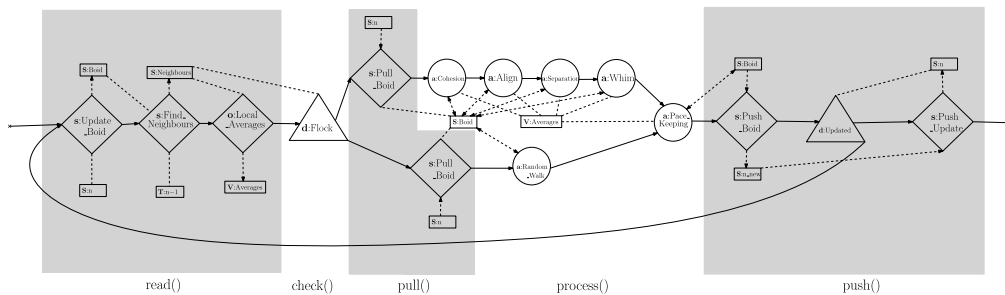 S:n
S:Boid
S:Neighbours
s:Update
_Boid
s:Find_
Neighbours
o:Local
_Averages
S:n
T:n−1
V:Averages
d:Flock
s:Pull
_Boid
a:Cohesion
a:Align
a:Separation
a:Whim
S:Boid
V:Averages
a:Pace_
Keeping
s:Pull
_Boid
a:Random
_Walk
S:n
S:Boid
S:n
s:Push
_Boid
d:Updated
s:Push
_Update
S:n_new
read()
check()
pull()
process()
push()